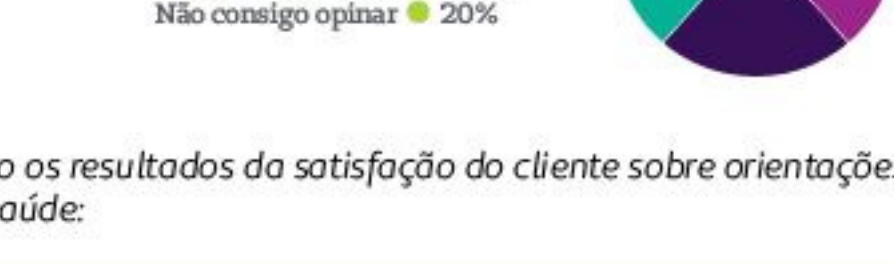 Não consigo opinar 20%
o os resultados da satisfação do cliente sobre orientaçõe
aúde: